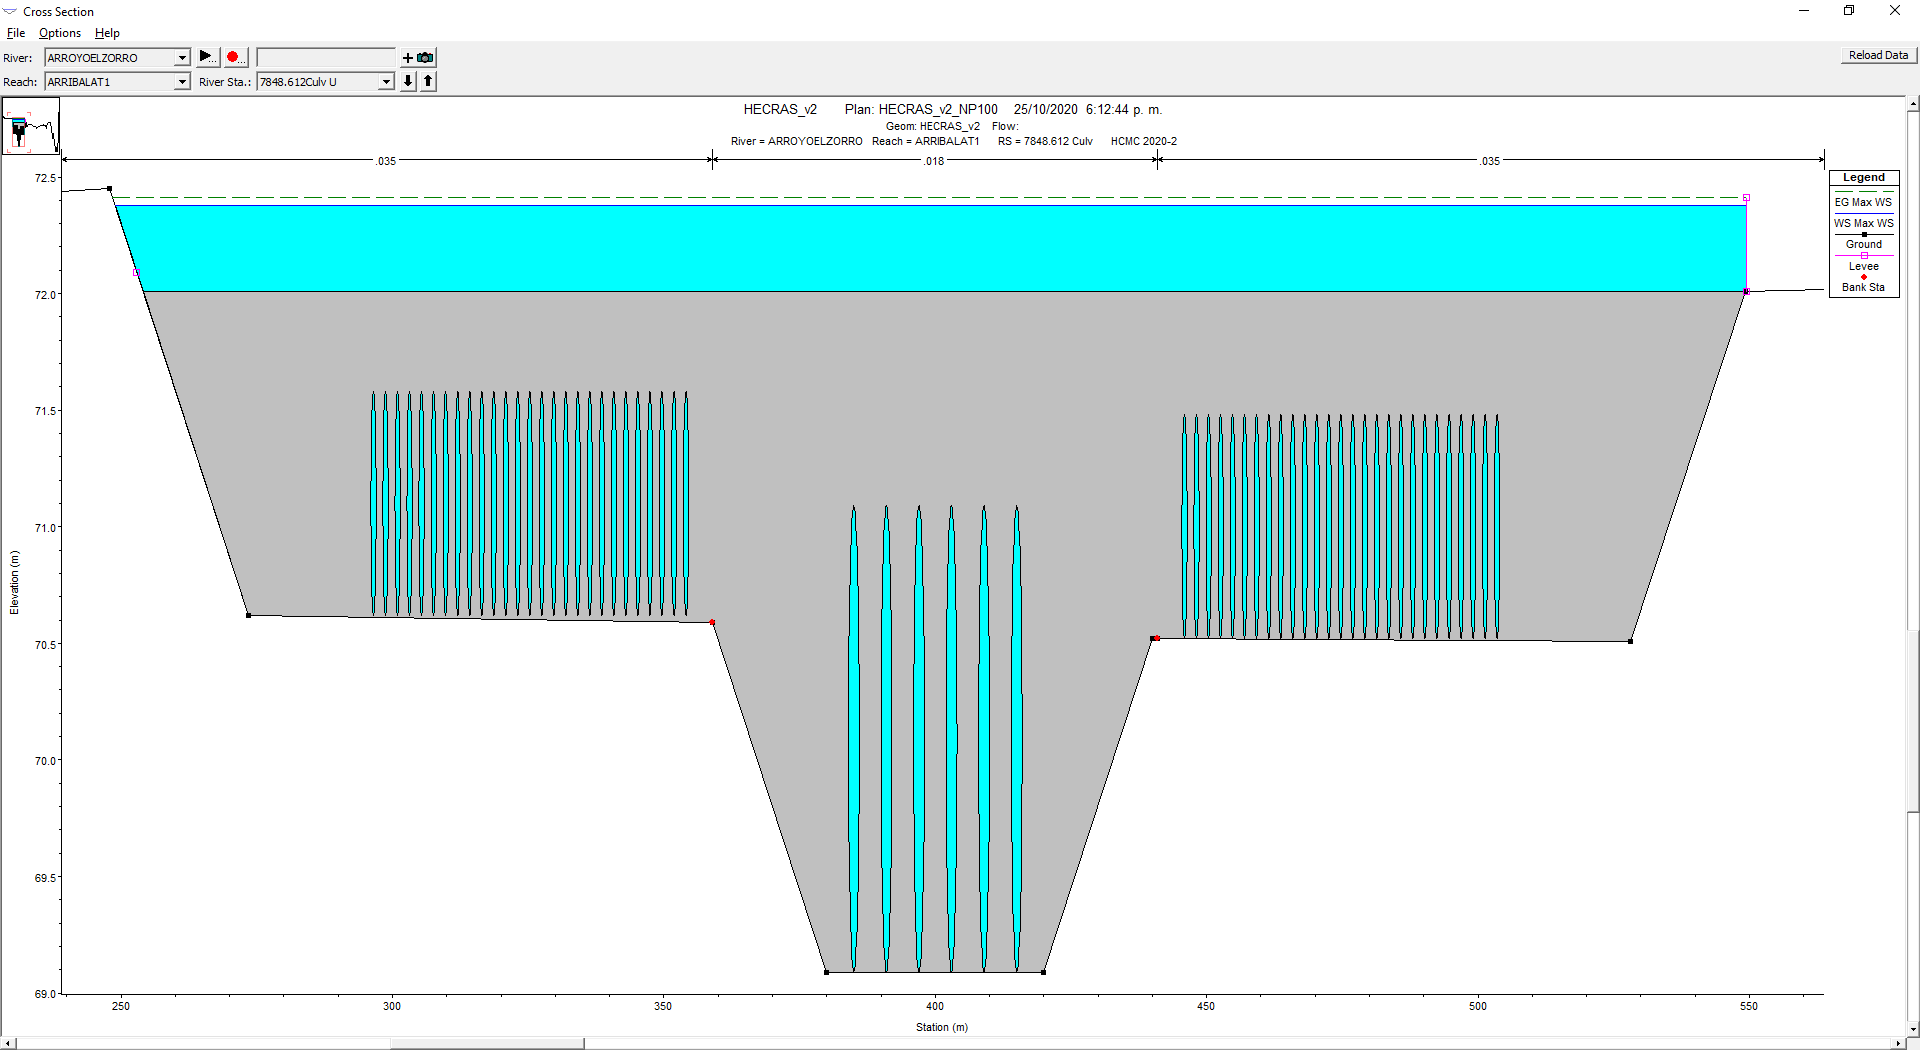 Cross Section
File Options Help
River: ARROYOELZORRO
Reload Data
Reach: ARRIBALAT1 River Sta.: 7848.612Culv U
HECRAS_v2 Plan: HECRAS_v2_NP100 25/10/2020 6:12:44 p. m.
Geom: HECRAS_v2 Flow:
River = ARROYOELZORRO Reach = ARRIBALAT1 RS = 7848.612 Culv HCMC 2020-2
.035 .018 .035
Legend
EG Max WS
WS Max WS
Ground
Levee
Bank Sta
72.5
72.0
71.5
71.0
70.5
70.0
69.5
69.0
Elevation (m)
250 300 350 400 450 500 550
Station (m)